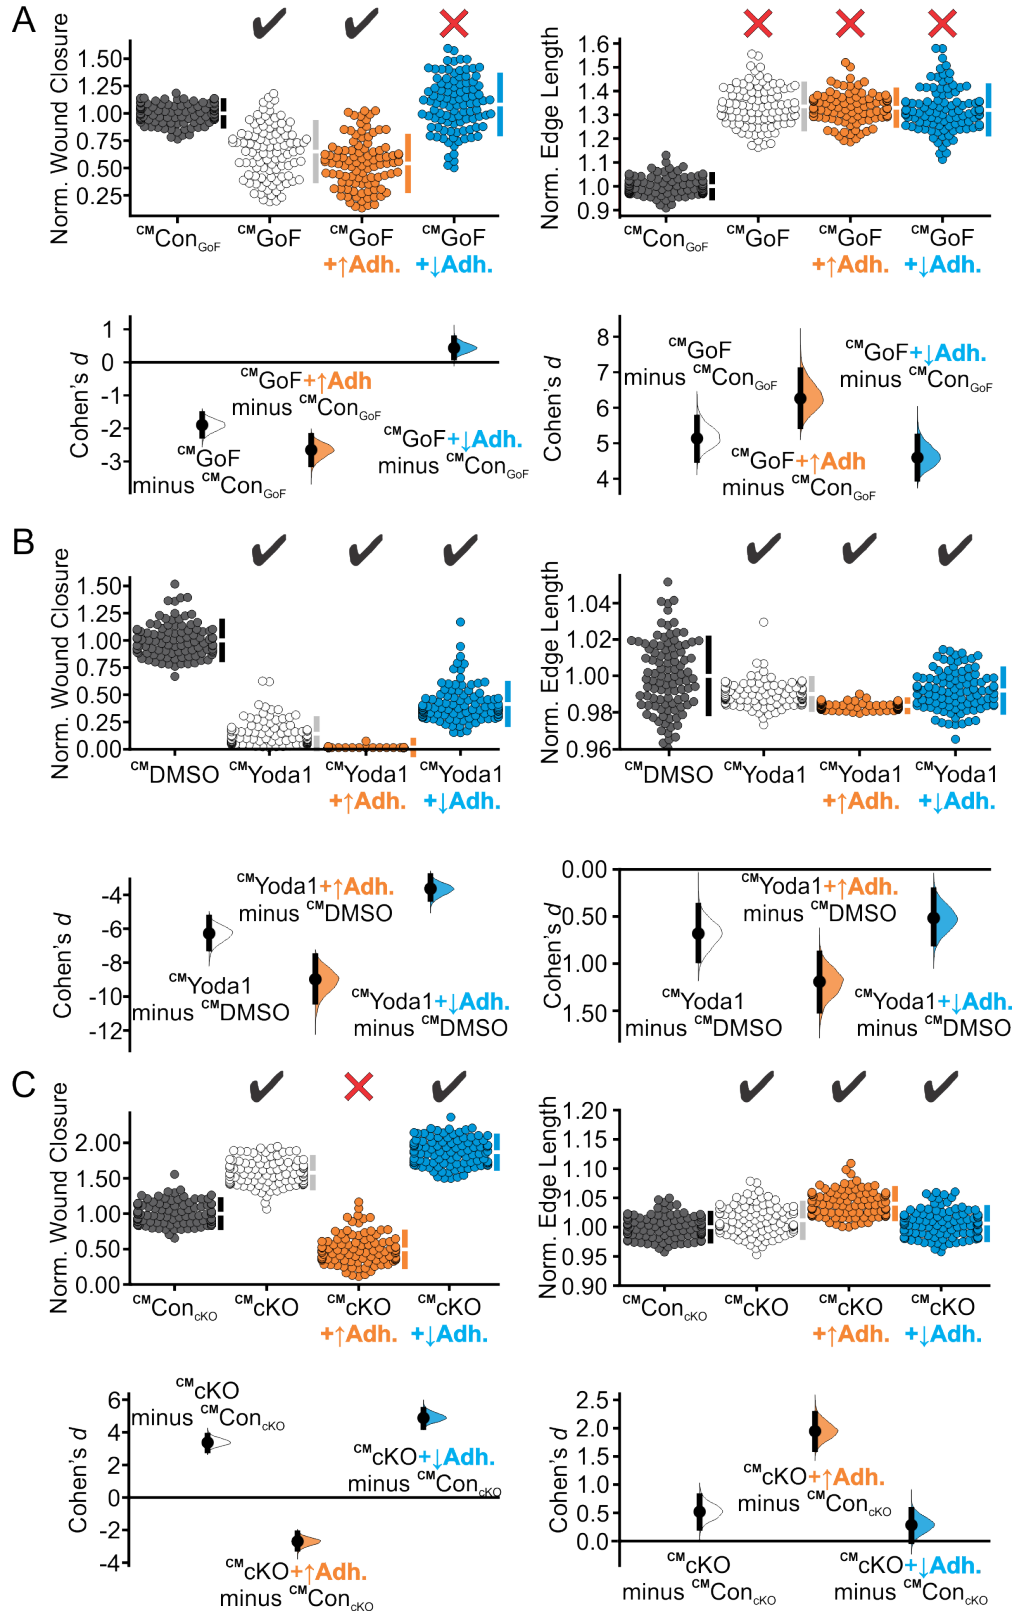 A
Norm. Wound Closure
1.50
1.25
1.00
0.75
0.50
0.25
CMConGoF
CMGoF
CMGoF
+↑Adh.
CMGoF
+↓Adh.
Norm. Edge Length
1.6
1.5
1.4
1.3
1.2
1.1
1.0
0.9
CMConGoF
CMGoF
CMGoF
+↑Adh.
CMGoF
+↓Adh.
Cohen's d
1
0
-1
-2
-3
CMGoF
minus CMConGoF
CMGoF+↑Adh
minus CMConGoF
CMGoF+↓Adh.
minus CMConGoF
Cohen's d
8
7
6
5
4
CMGoF
minus CMConGoF
CMGoF+↑Adh
minus CMConGoF
CMGoF+↓Adh.
minus CMConGoF
B
Norm. Wound Closure
1.50
1.25
1.00
0.75
0.50
0.25
0.00
CMDMSO
CMYoda1
CMYoda1
+↑Adh.
CMYoda1
+↓Adh.
Norm. Edge Length
1.04
1.02
1.00
0.98
0.96
CMDMSO
CMYoda1
CMYoda1
+↑Adh.
CMYoda1
+↓Adh.
Cohen's d
-4
-6
-8
-10
-12
CMYoda1
minus CMDMSO
CMYoda1+↑Adh.
minus CMDMSO
CMYoda1+↓Adh.
minus CMDMSO
Cohen's d
0.00
0.50
1.00
1.50
CMYoda1
minus CMDMSO
CMYoda1+↑Adh.
minus CMDMSO
CMYoda1+↓Adh.
minus CMDMSO
C
Norm. Wound Closure
2.00
1.50
1.00
0.50
0.00
CMConcKO
CMcKO
CMcKO
+↑Adh.
CMcKO
+↓Adh.
Norm. Edge Length
1.20
1.15
1.10
1.05
1.00
0.95
0.90
CMConcKO
CMcKO
CMcKO
+↑Adh.
CMcKO
+↓Adh.
Cohen's d
6
4
2
0
-2
-4
CMcKO
minus CMConcKO
CMcKO+↑Adh.
minus CMConcKO
CMcKO+↓Adh.
minus CMConcKO
Cohen's d
2.5
2.0
1.5
1.0
0.5
0.0
CMcKO
minus CMConcKO
CMcKO+↑Adh.
minus CMConcKO
CMcKO+↓Adh.
minus CMConcKO